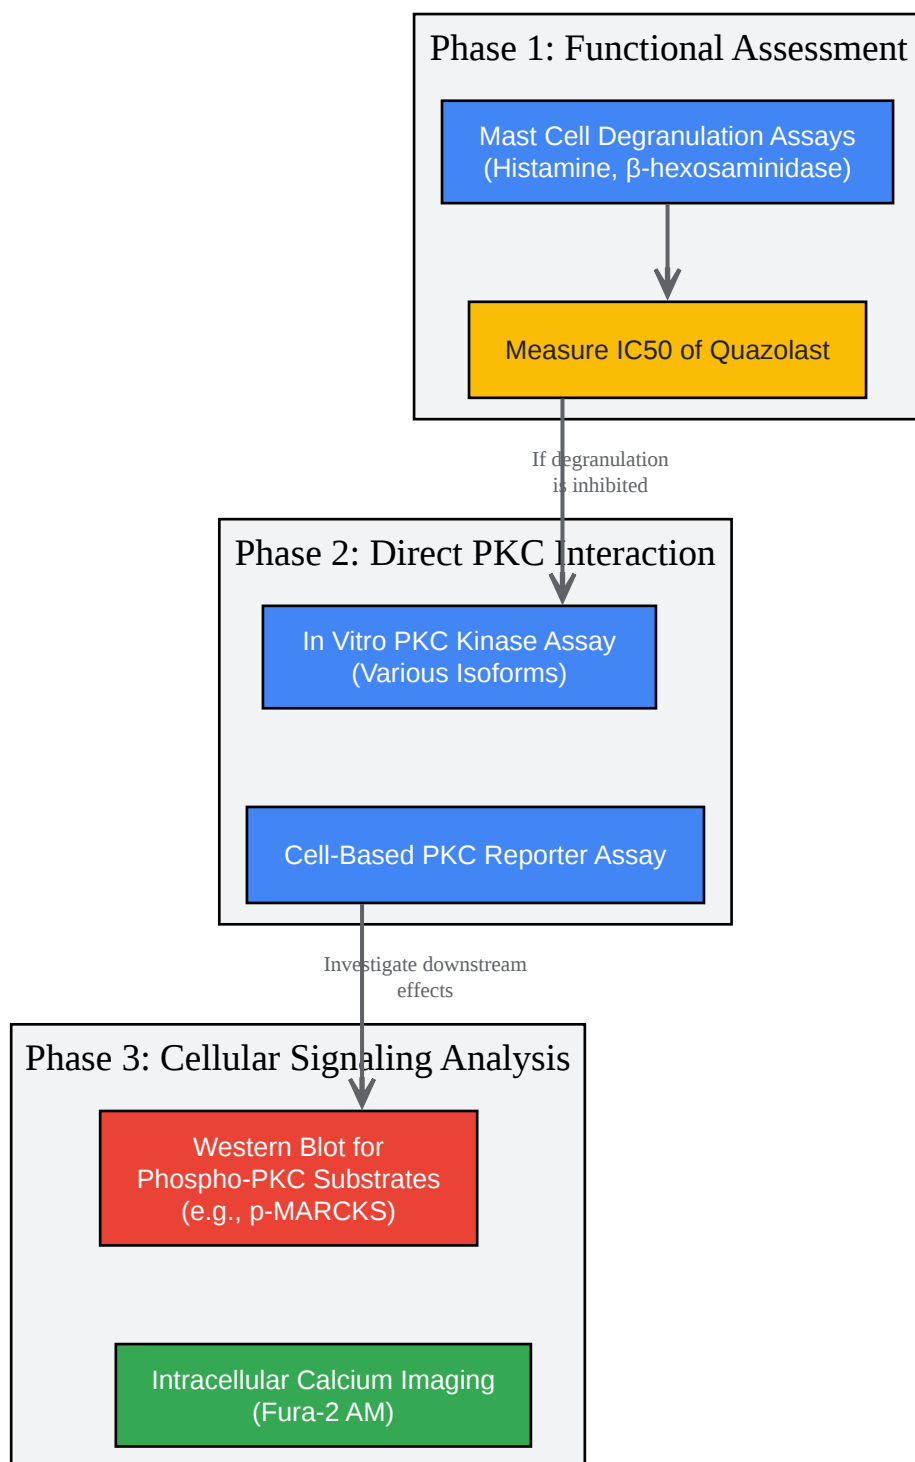 Phase 1: Functional Assessment
Mast Cell Degranulation Assays
(Histamine, β-hexosaminidase)
Measure IC50 of Quazolast
If degranulation
is inhibited
Phase 2: Direct PKC Interaction
In Vitro PKC Kinase Assay
(Various Isoforms)
Cell-Based PKC Reporter Assay
Investigate downstream
effects
Phase 3: Cellular Signaling Analysis
Western Blot for
Phospho-PKC Substrates
(e.g., p-MARCKS)
Intracellular Calcium Imaging
(Fura-2 AM)